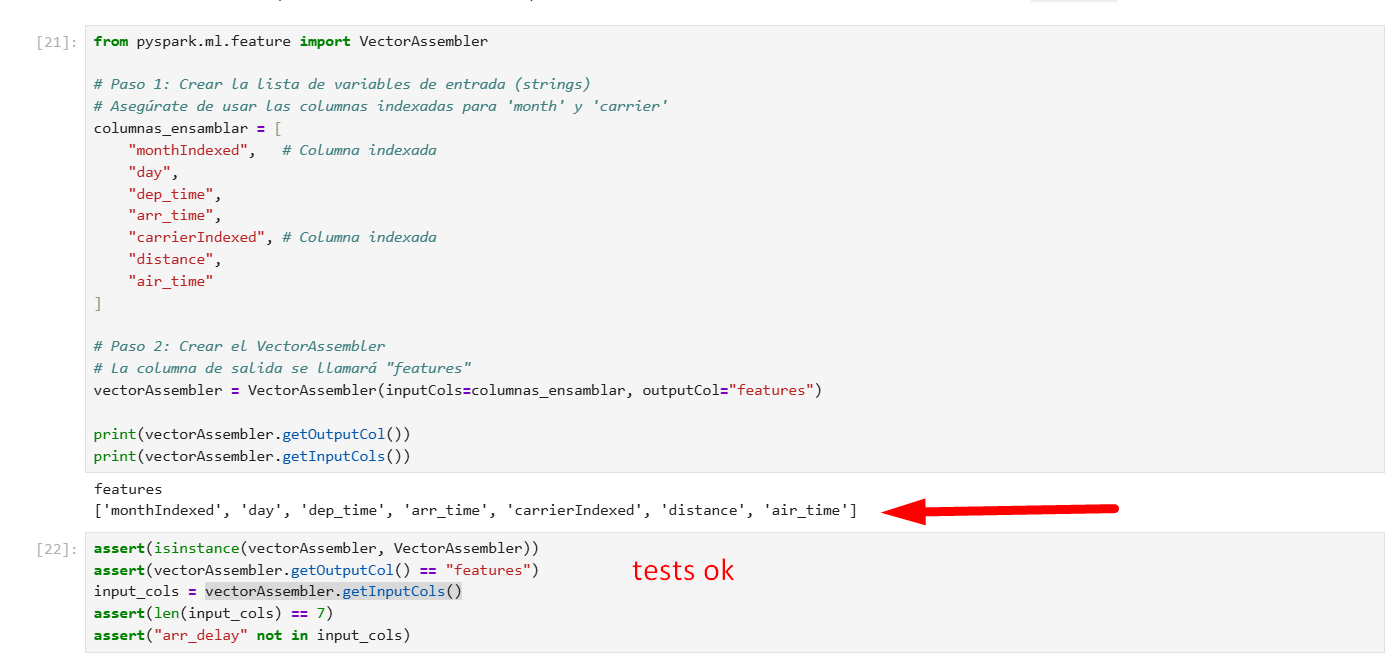 [21]: from pyspark.ml.feature import VectorAssembler
# Paso 1: Crear la lista de variables de entrada (strings)
# Asegúrate de usar las columnas indexadas para 'month' y 'carrier'
columnas_ensamblar = [
    "monthIndexed",   # Columna indexada
    "day",
    "dep_time",
    "arr_time",
    "carrierIndexed", # Columna indexada
    "distance",
    "air_time"
]
# Paso 2: Crear el VectorAssembler
# La columna de salida se llamará "features"
vectorAssembler = VectorAssembler(inputCols=columnas_ensamblar, outputCol="features")
print(vectorAssembler.getOutputCol())
print(vectorAssembler.getInputCols())
features
['monthIndexed', 'day', 'dep_time', 'arr_time', 'carrierIndexed', 'distance', 'air_time']
[22]: assert(isinstance(vectorAssembler, VectorAssembler))
assert(vectorAssembler.getOutputCol() == "features")
tests ok
input_cols = vectorAssembler.getInputCols()
assert(len(input_cols) == 7)
assert("arr_delay" not in input_cols)